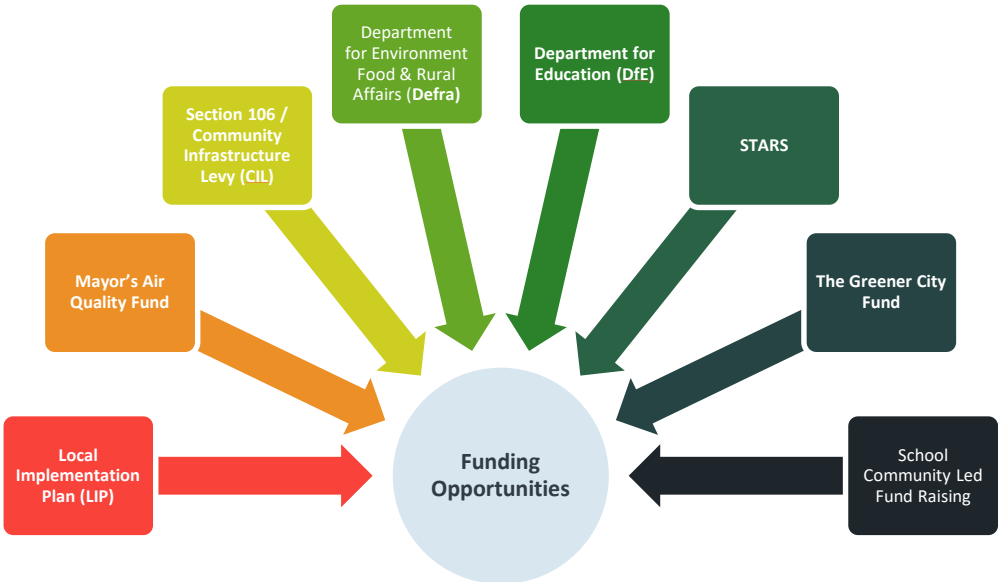 Department
for Environment
Food & Rural
Affairs (Defra)
Department for
Education (DfE)
Section 106 /
Community
Infrastructure
Levy (CIL)
STARS
Mayor’s Air
Quality Fund
The Greener City
Fund
Local
Implementation
Plan (LIP)
Funding
Opportunities
School
Community Led
Fund Raising